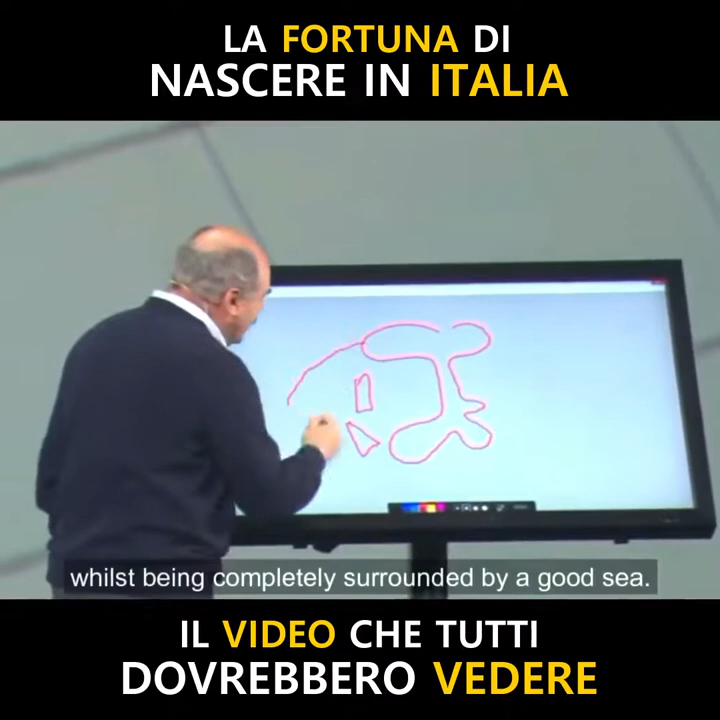 LA FORTUNA DI
NASCERE IN ITALIA
whilst being completely surrounded by a good sea.
IL VIDEO CHE TUTTI
DOVREBBERO VEDERE